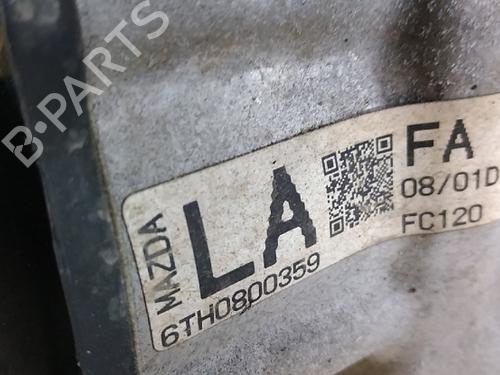 B-PARTS
MAZDA
LA
6TH0800359
FA
08/01D
FC120